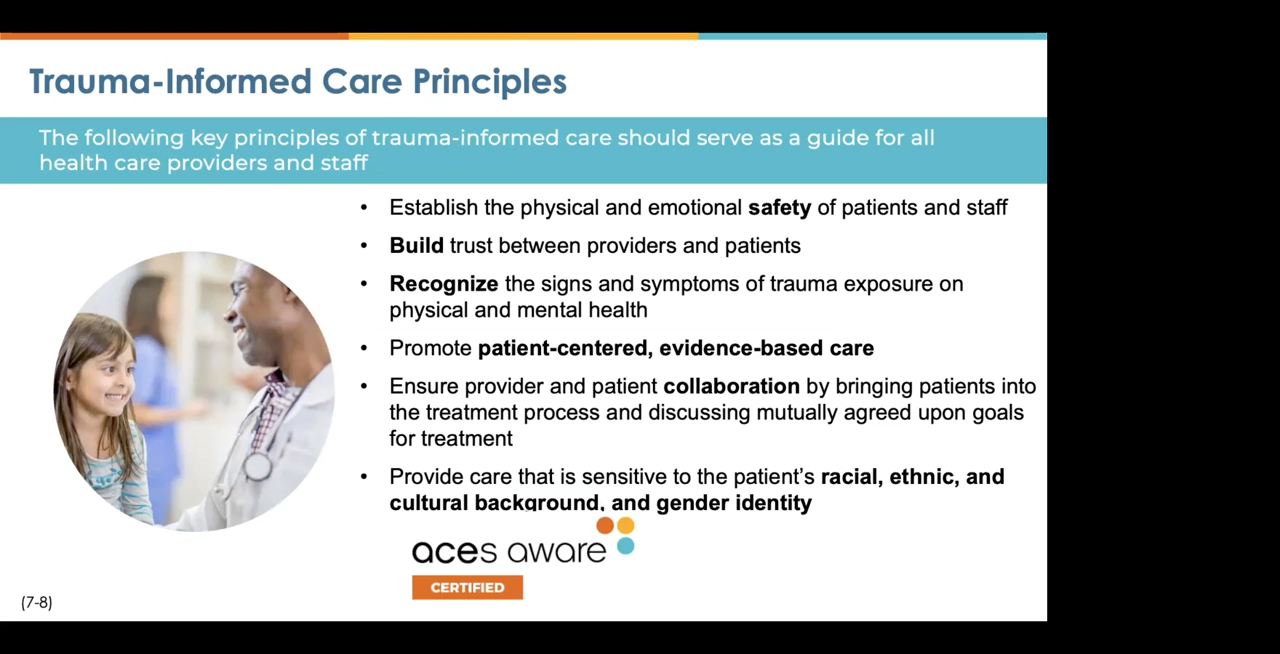 Trauma-Informed Care Principles
The following key principles of trauma-informed care should serve as a guide for all
health care providers and staff
• Establish the physical and emotional safety of patients and staff
• Build trust between providers and patients
• Recognize the signs and symptoms of trauma exposure on
physical and mental health
• Promote patient-centered, evidence-based care
• Ensure provider and patient collaboration by bringing patients into
the treatment process and discussing mutually agreed upon goals
for treatment
• Provide care that is sensitive to the patient’s racial, ethnic, and
cultural background, and gender identity
aces aware
CERTIFIED
(7-8)